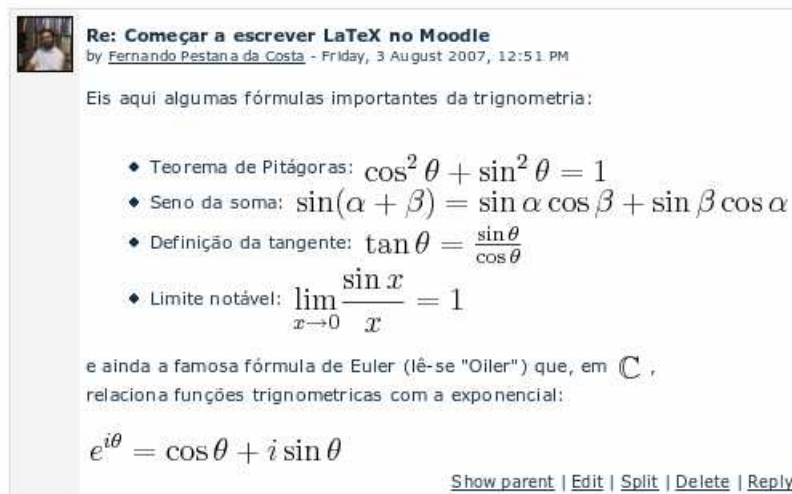 Re: Começar a escrever LaTeX no Moodle
by Fernando Pestana da Costa - Friday, 3 August 2007, 12:51 PM
Eis aqui algumas fórmulas importantes da trignometria:
• Teorema de Pitágoras: cos² θ + sin² θ = 1
• Seno da soma: sin(α + β) = sin α cos β + sin β cos α
• Definição da tangente: tan θ = sin θ / cos θ
• Limite notável: lim x→0 sin x / x = 1
e ainda a famosa fórmula de Euler (lê-se "Oiler") que, em ℂ ,
relaciona funções trignometricas com a exponencial:
e^{iθ} = cos θ + i sin θ
Show parent | Edit | Split | Delete | Reply